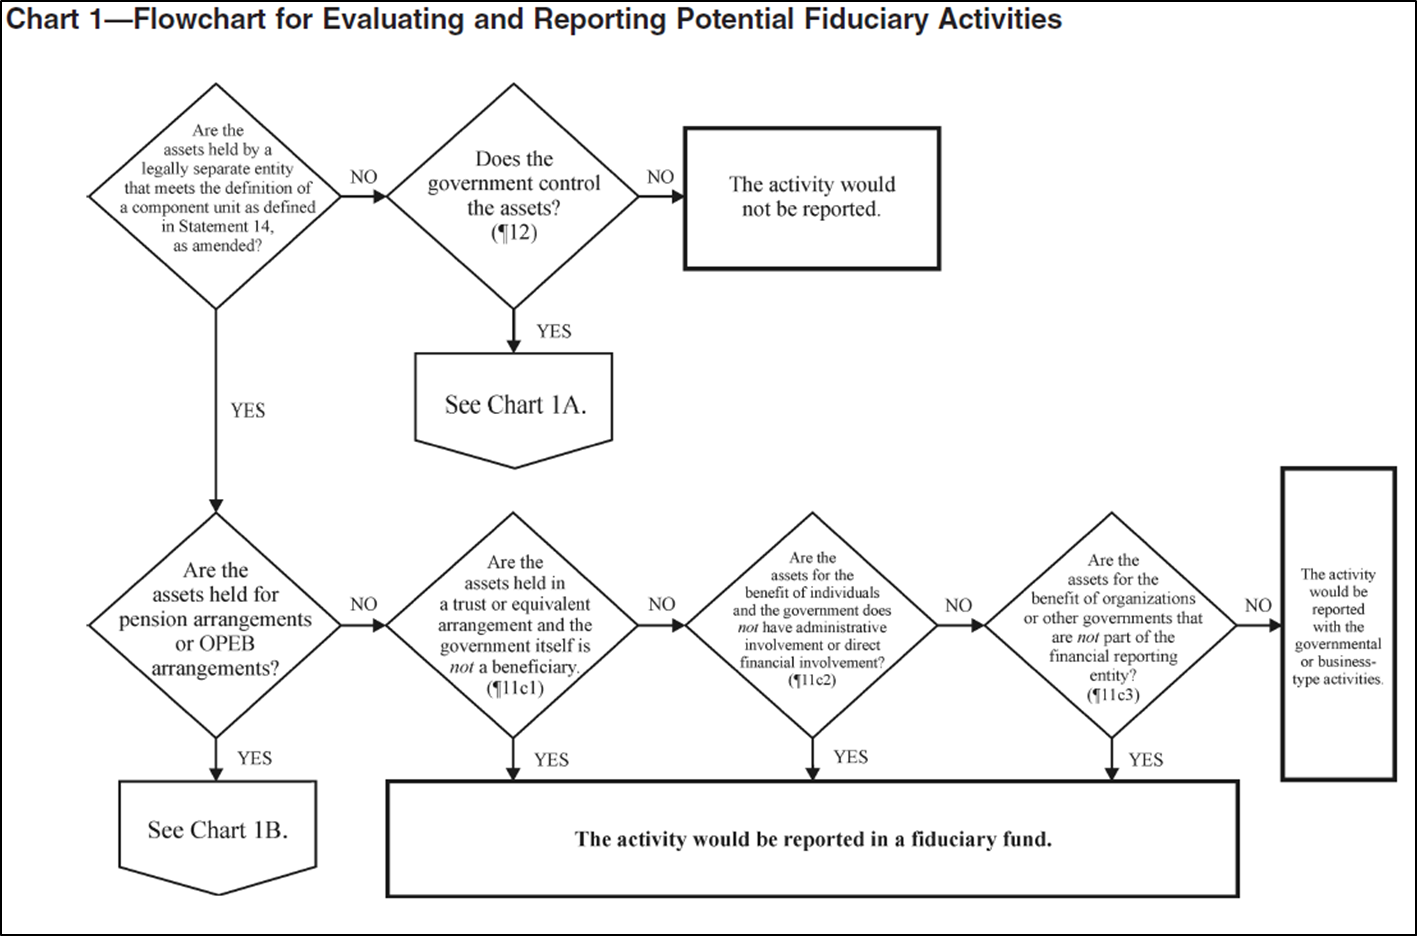 Chart 1—Flowchart for Evaluating and Reporting Potential Fiduciary Activities
Are the
assets held by a
legally separate entity
that meets the definition of
a component unit as defined
in Statement 14,
as amended?
NO
Does the
government control
the assets?
(¶12)
NO
The activity would
not be reported.
YES
See Chart 1A.
YES
Are the
assets held for
pension arrangements
or OPEB
arrangements?
NO
Are the
assets held in
a trust or equivalent
arrangement and the
government itself is
not a beneficiary.
(¶11c1)
NO
Are the
assets for the
benefit of individuals
and the government does
not have administrative
involvement or direct
financial involvement?
(¶11c2)
NO
Are the
assets for the
benefit of organizations
or other governments that
are not part of the
financial reporting
entity?
(¶11c3)
NO
The activity
would be
reported
with the
governmental
or business-
type activities.
YES
See Chart 1B.
YES
YES
YES
The activity would be reported in a fiduciary fund.